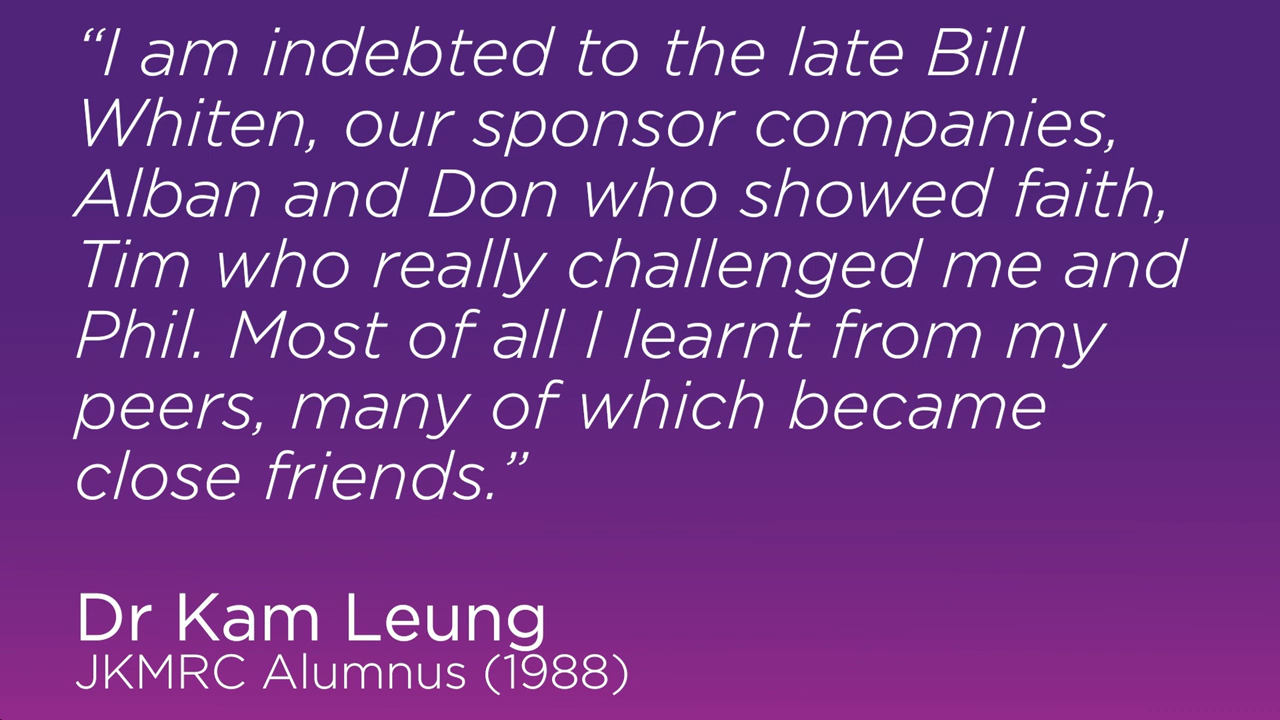 “I am indebted to the late Bill
Whiten, our sponsor companies,
Alban and Don who showed faith,
Tim who really challenged me and
Phil. Most of all I learnt from my
peers, many of which became
close friends.”
Dr Kam Leung
JKMRC Alumnus (1988)